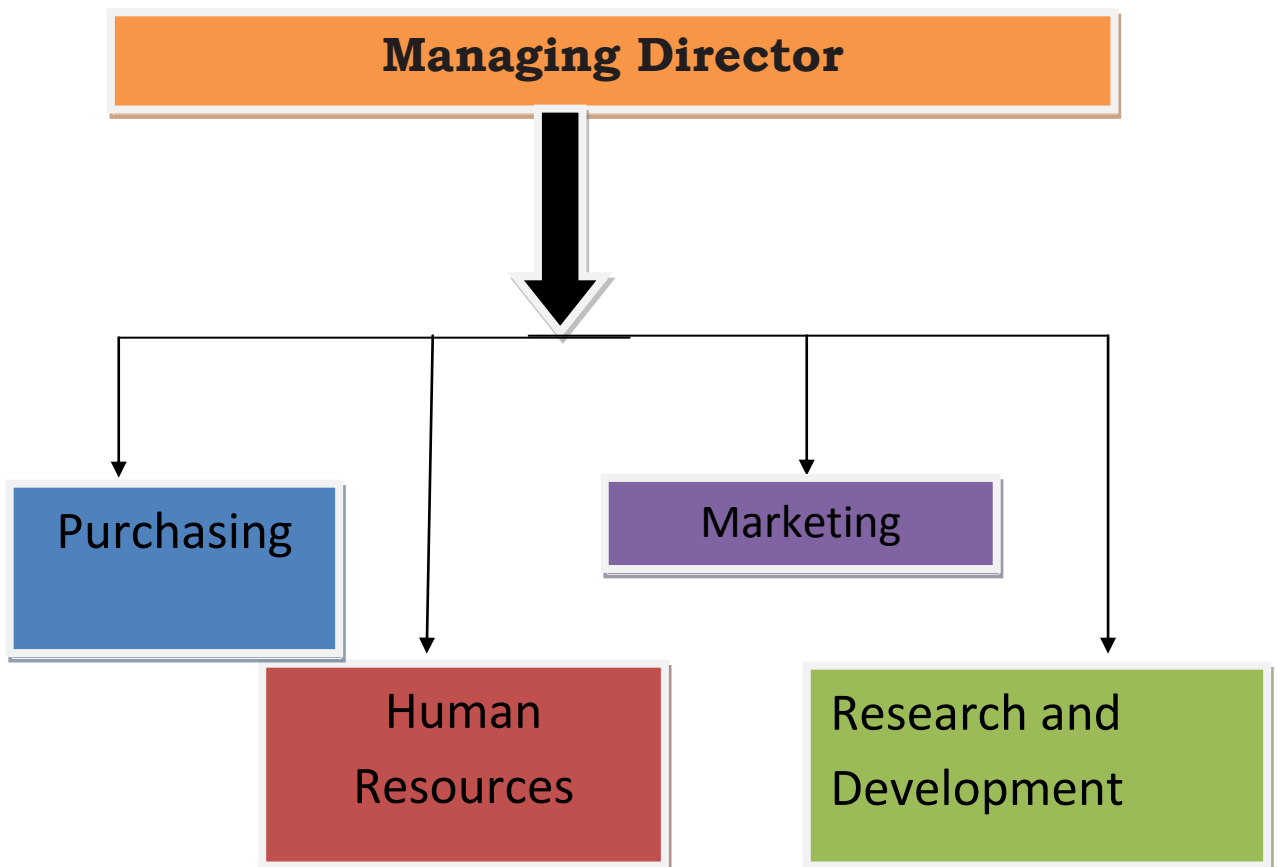 Managing Director
Purchasing
Marketing
Human
Resources
Research and
Development